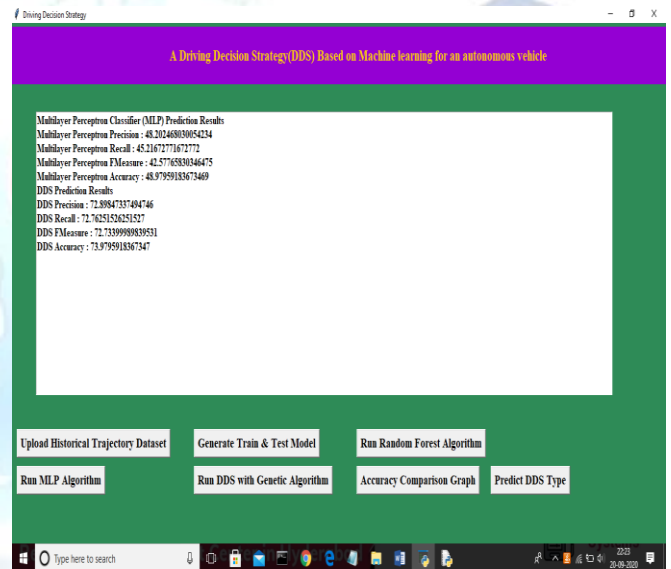 Driving Decision Strategy
A Driving Decision Strategy(DDS) Based on Machine learning for an autonomous vehicle
Multilayer Perceptron Classifier (MLP) Prediction Results
Multilayer Perceptron Precision : 48.202468030054234
Multilayer Perceptron Recall : 45.21672771672772
Multilayer Perceptron FMeasure : 42.57765830346475
Multilayer Perceptron Accuracy : 48.97959183673469
DDS Prediction Results
DDS Precision : 72.89847337494746
DDS Recall : 72.76251526251527
DDS FMeasure : 72.73399989839531
DDS Accuracy : 73.9795918367347
Upload Historical Trajectory Dataset Generate Train & Test Model Run Random Forest Algorithm
Run MLP Algorithm Run DDS with Genetic Algorithm Accuracy Comparison Graph Predict DDS Type
Type here to search
22:23
20-09-2020